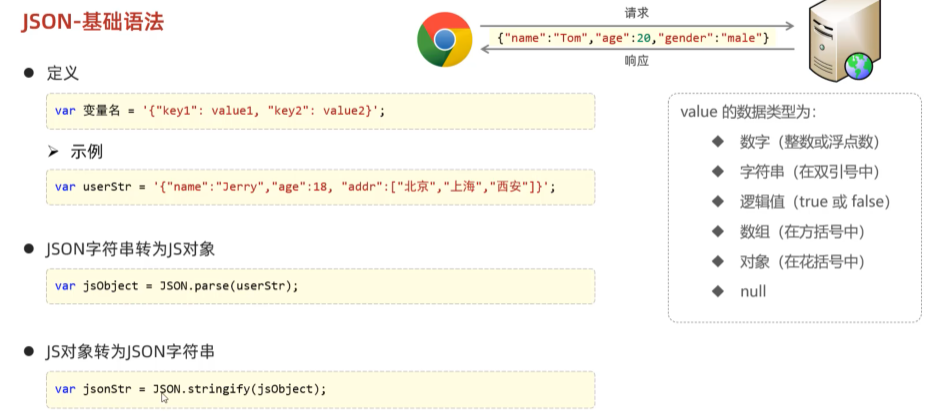 JSON-基础语法
请求
{"name":"Tom","age":20,"gender":"male"}
响应
定义
var 变量名 = '{"key1": value1, "key2": value2}';
示例
var userStr = '{"name":"Jerry","age":18, "addr":["北京","上海","西安"]}';
JSON字符串转为JS对象
var jsObject = JSON.parse(userStr);
JS对象转为JSON字符串
var jsonStr = JSON.stringify(jsObject);
value 的数据类型为：
数字（整数或浮点数）
字符串（在双引号中）
逻辑值（true 或 false）
数组（在方括号中）
对象（在花括号中）
null